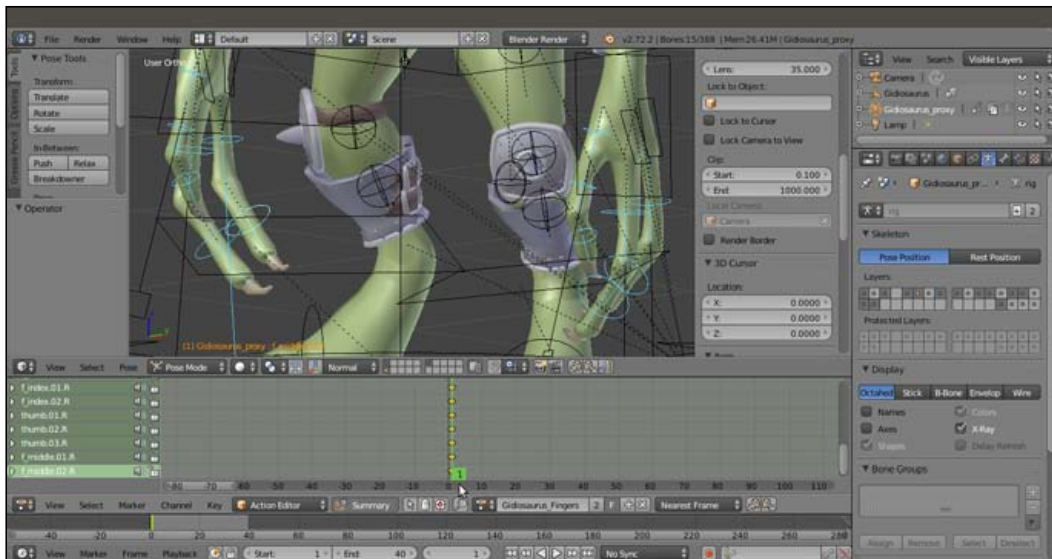 File Render Window Help Default Scene Blender Render v2.72.2 | Bones:15/388 | Mem:26.41M | Gidiosaurus_proxy
Tools
Options
Grease Pencil
Pose Tools
Transform:
Translate
Rotate
Scale
In-Between:
Push Relax
Breakdowner
Operator
User Ortho
(1) Gidiosaurus_proxy :
Lens: 35.000
Lock to Object:
Lock to Cursor
Lock Camera to View
Clip:
Start: 0.100
End: 1000.000
Local Camera:
Camera
Render Border
3D Cursor
Location:
X: 0.0000
Y: 0.0000
Z: 0.0000
View Search Visible Layers
Camera
Gidiosaurus
Gidiosaurus_proxy
Lamp
Gidiosaurus_pr... rig
rig 2
Skeleton
Pose Position Rest Position
Layers:
Protected Layers:
Display
Octahed Stick B-Bone Envelop Wire
Names Colors
Axes X-Ray
Shapes Delay Refresh
Bone Groups
Assign Remove Select Deselect
View Select Pose Pose Mode Normal
f_index.01.R
f_index.02.R
thumb.01.R
thumb.02.R
thumb.03.R
f_middle.01.R
f_middle.02.R
1
-80 -70 -60 -50 -40 -30 -20 -10 0 10 20 30 40 50 60 70 80 90 100 110
View Select Marker Channel Key Action Editor Summary Gidiosaurus_Fingers 2 F Nearest Frame
-40 -20 0 20 40 60 80 100 120 140 160 180 200 220 240 260 280
View Marker Frame Playback Start: 1 End: 40 1 No Sync